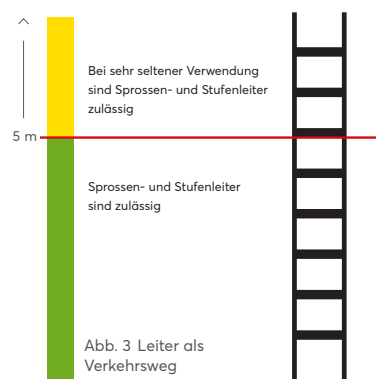 Bei sehr seltener Verwendung
sind Sprossen- und Stufenleiter
zulässig
5 m
Sprossen- und Stufenleiter
sind zulässig
Abb. 3 Leiter als
Verkehrsweg